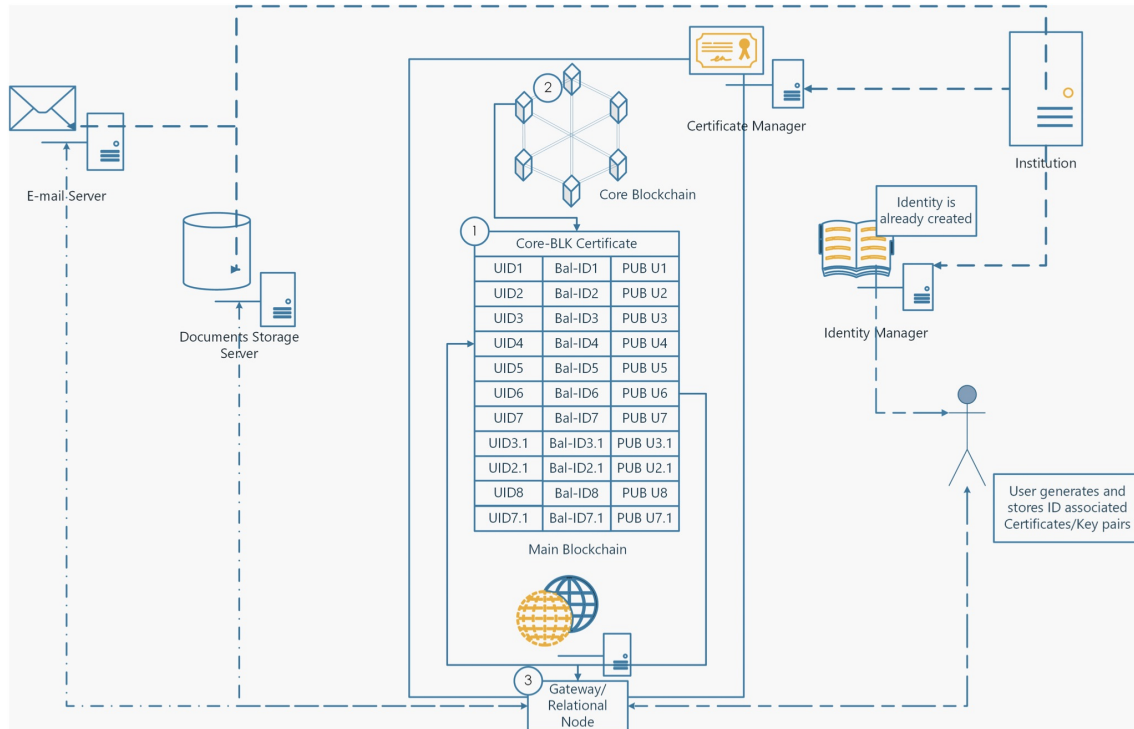 2
Certificate Manager
Institution
E-mail Server
Core Blockchain
Identity is
already created
1
Core-BLK Certificate
UID1 Bal-ID1 PUB U1
UID2 Bal-ID2 PUB U2
UID3 Bal-ID3 PUB U3
UID4 Bal-ID4 PUB U4
UID5 Bal-ID5 PUB U5
UID6 Bal-ID6 PUB U6
UID7 Bal-ID7 PUB U7
UID3.1 Bal-ID3.1 PUB U3.1
UID2.1 Bal-ID2.1 PUB U2.1
UID8 Bal-ID8 PUB U8
UID7.1 Bal-ID7.1 PUB U7.1
Main Blockchain
Documents Storage
Server
Identity Manager
User generates and
stores ID associated
Certificates/Key pairs
3
Gateway/
Relational
Node